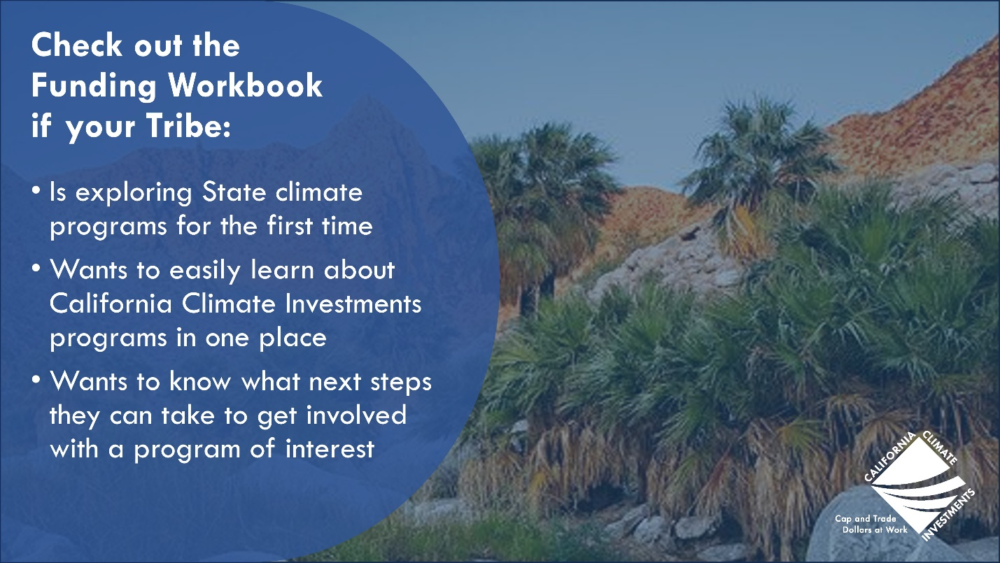 Check out the
Funding Workbook
if your Tribe:
• Is exploring State climate
programs for the first time
• Wants to easily learn about
California Climate Investments
programs in one place
• Wants to know what next steps
they can take to get involved
with a program of interest
CALIFORNIA
CLIMATE
INVESTMENTS
Cap and Trade
Dollars at Work